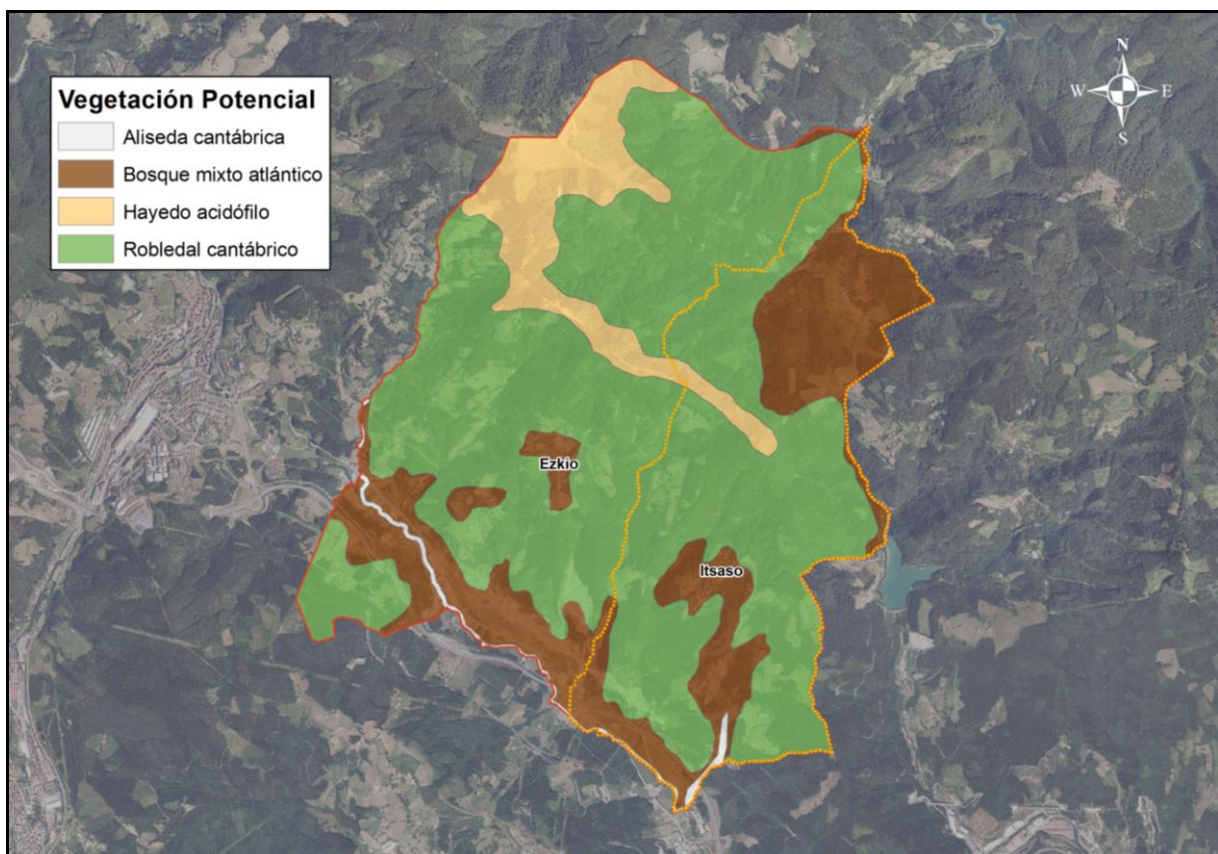 Vegetación Potencial
Aliseda cantábrica
Bosque mixto atlántico
Hayedo acidófilo
Robledal cantábrico
N
W
E
S
Ezkio
Itsaso